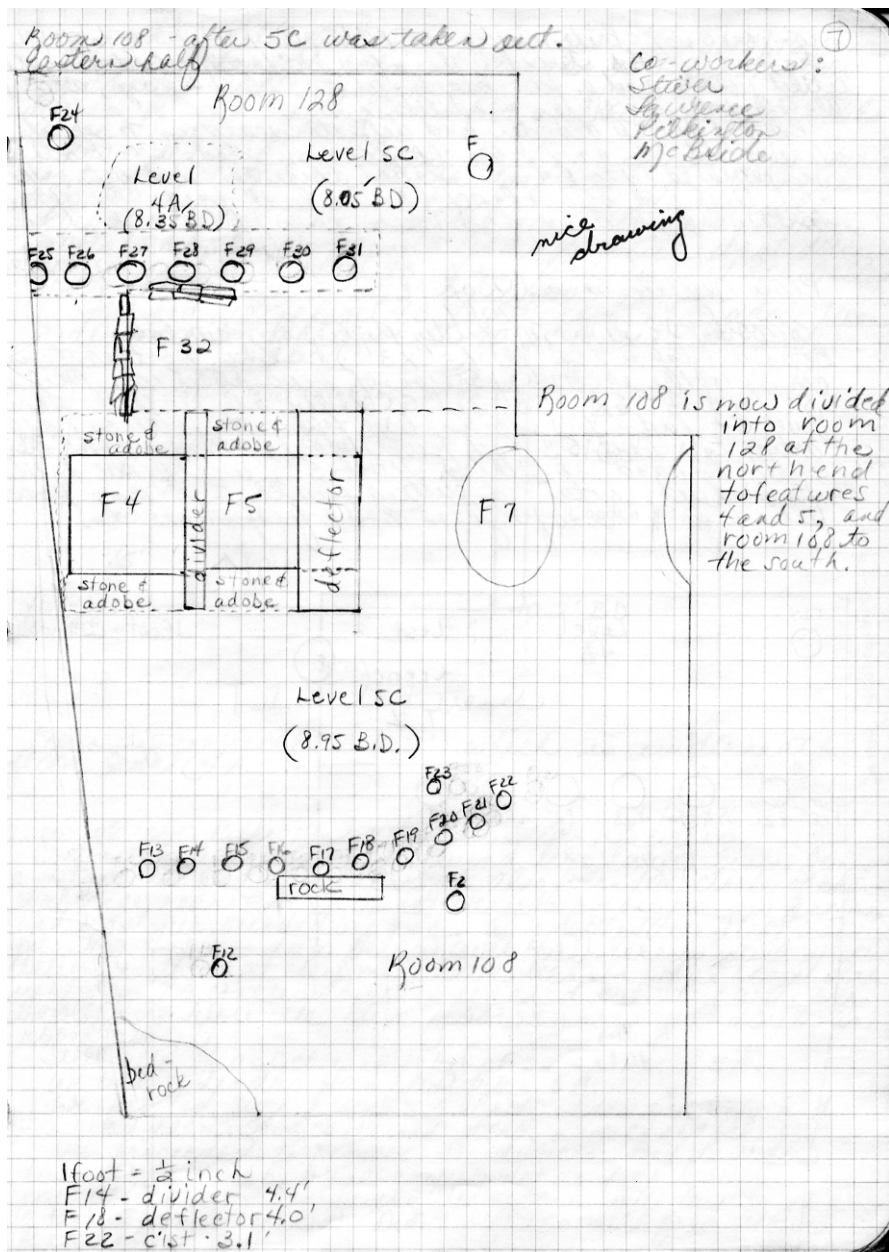 Room 108 - after 5C was taken out.
Eastern half
7
Co-workers:
Stiver
Lawrence
Pilkington
McBride
Room 128
F24
Level
4A
(8.35' BD)
Level 5C
(8.05' BD)
F
nice
drawing
F25 F26 F27 F28 F29 F30 F31
F 32
Room 108 is now divided
into room
128 at the
north end
to features
4 and 5, and
room 108 to
the south.
stone &
adobe
stone &
adobe
F4
divider
F5
deflector
F7
stone &
adobe
stone &
adobe
Level 5C
(8.95 B.D.)
F23
F22
F21
F20
F13 F14 F15 F16 F17 F18 F19
rock
F2
F12
Room 108
bed-
rock
1foot = 1/2 inch
F14 - divider 4.4'
F18 - deflector 4.0'
F22 - cist - 3.1'